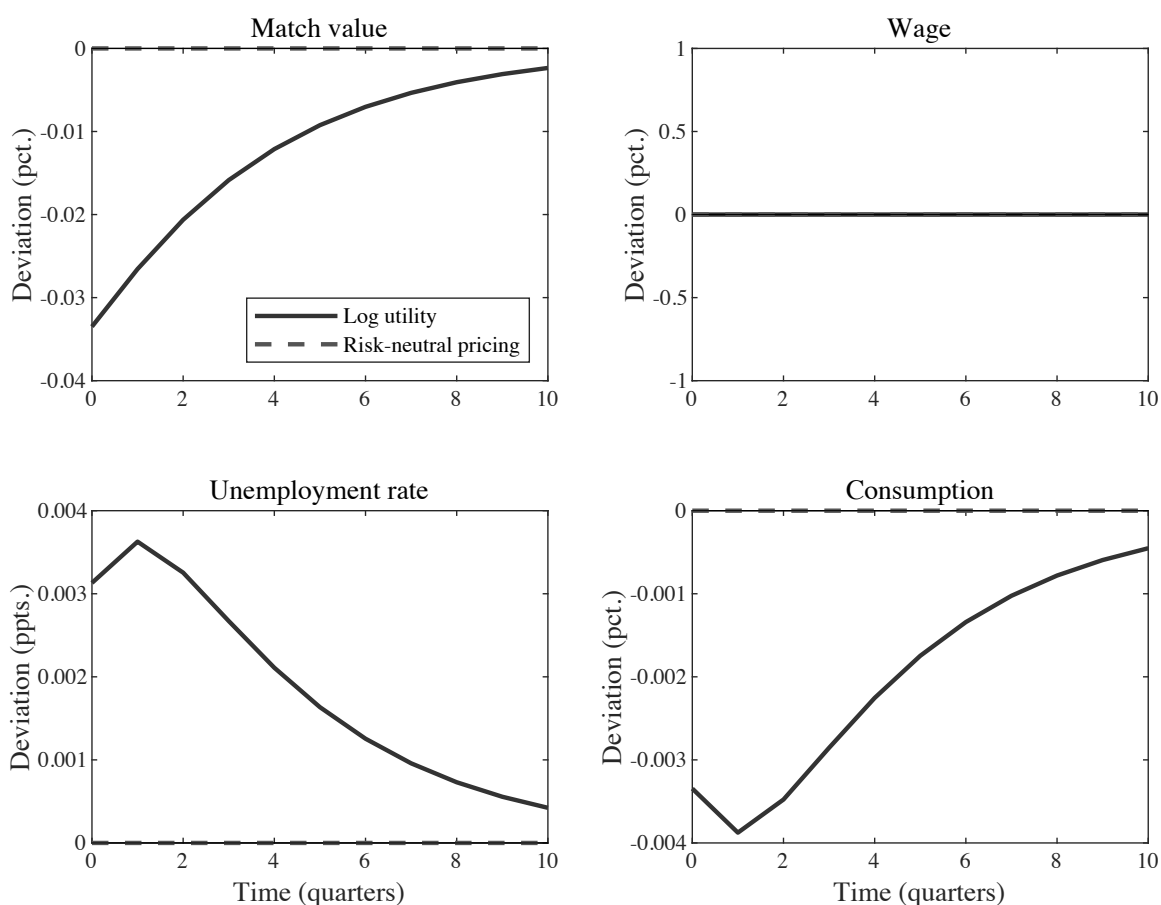 Match value
Deviation (pct.)
0
-0.01
-0.02
-0.03
-0.04
0 2 4 6 8 10
Log utility
Risk-neutral pricing
Wage
Deviation (pct.)
1
0.5
0
-0.5
-1
0 2 4 6 8 10
Unemployment rate
Deviation (ppts.)
0.004
0.003
0.002
0.001
0
0 2 4 6 8 10
Time (quarters)
Consumption
Deviation (pct.)
0
-0.001
-0.002
-0.003
-0.004
0 2 4 6 8 10
Time (quarters)